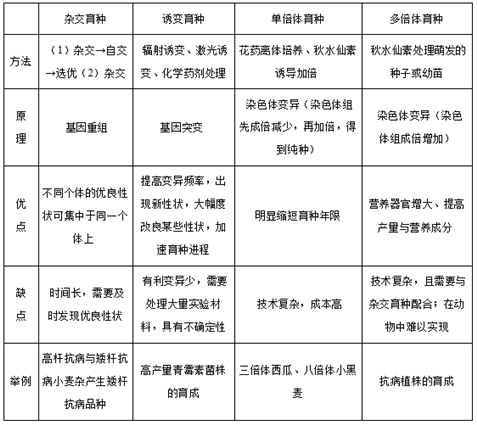 杂交育种 诱变育种 单倍体育种 多倍体育种
方法
（1）杂交→自交
→选优（2）杂交
辐射诱变、激光诱
变、化学药剂处理
花药离体培养、秋水仙素
诱导加倍
秋水仙素处理萌发的
种子或幼苗
原
理
基因重组
基因突变
染色体变异（染色体组
先成倍减少，再加倍，得
到纯种）
染色体变异（染色
体组成倍增加）
优
点
不同个体的优良性
状可集中于同一个
体上
提高变异频率，出
现新性状，大幅度
改良某些性状，加
速育种进程
明显缩短育种年限
营养器官增大、提高
产量与营养成分
缺
点
时间长，需要及
时发现优良性状
有利变异少，需要
处理大量实验材
料，具有不确定性
技术复杂，成本高
技术复杂，且需要与
杂交育种配合；在动
物中难以实现
举例
高杆抗病与矮杆抗
病小麦杂产生矮杆
抗病品种
高产量青霉素菌株
的育成
三倍体西瓜、八倍体小黑
麦
抗病植株的育成